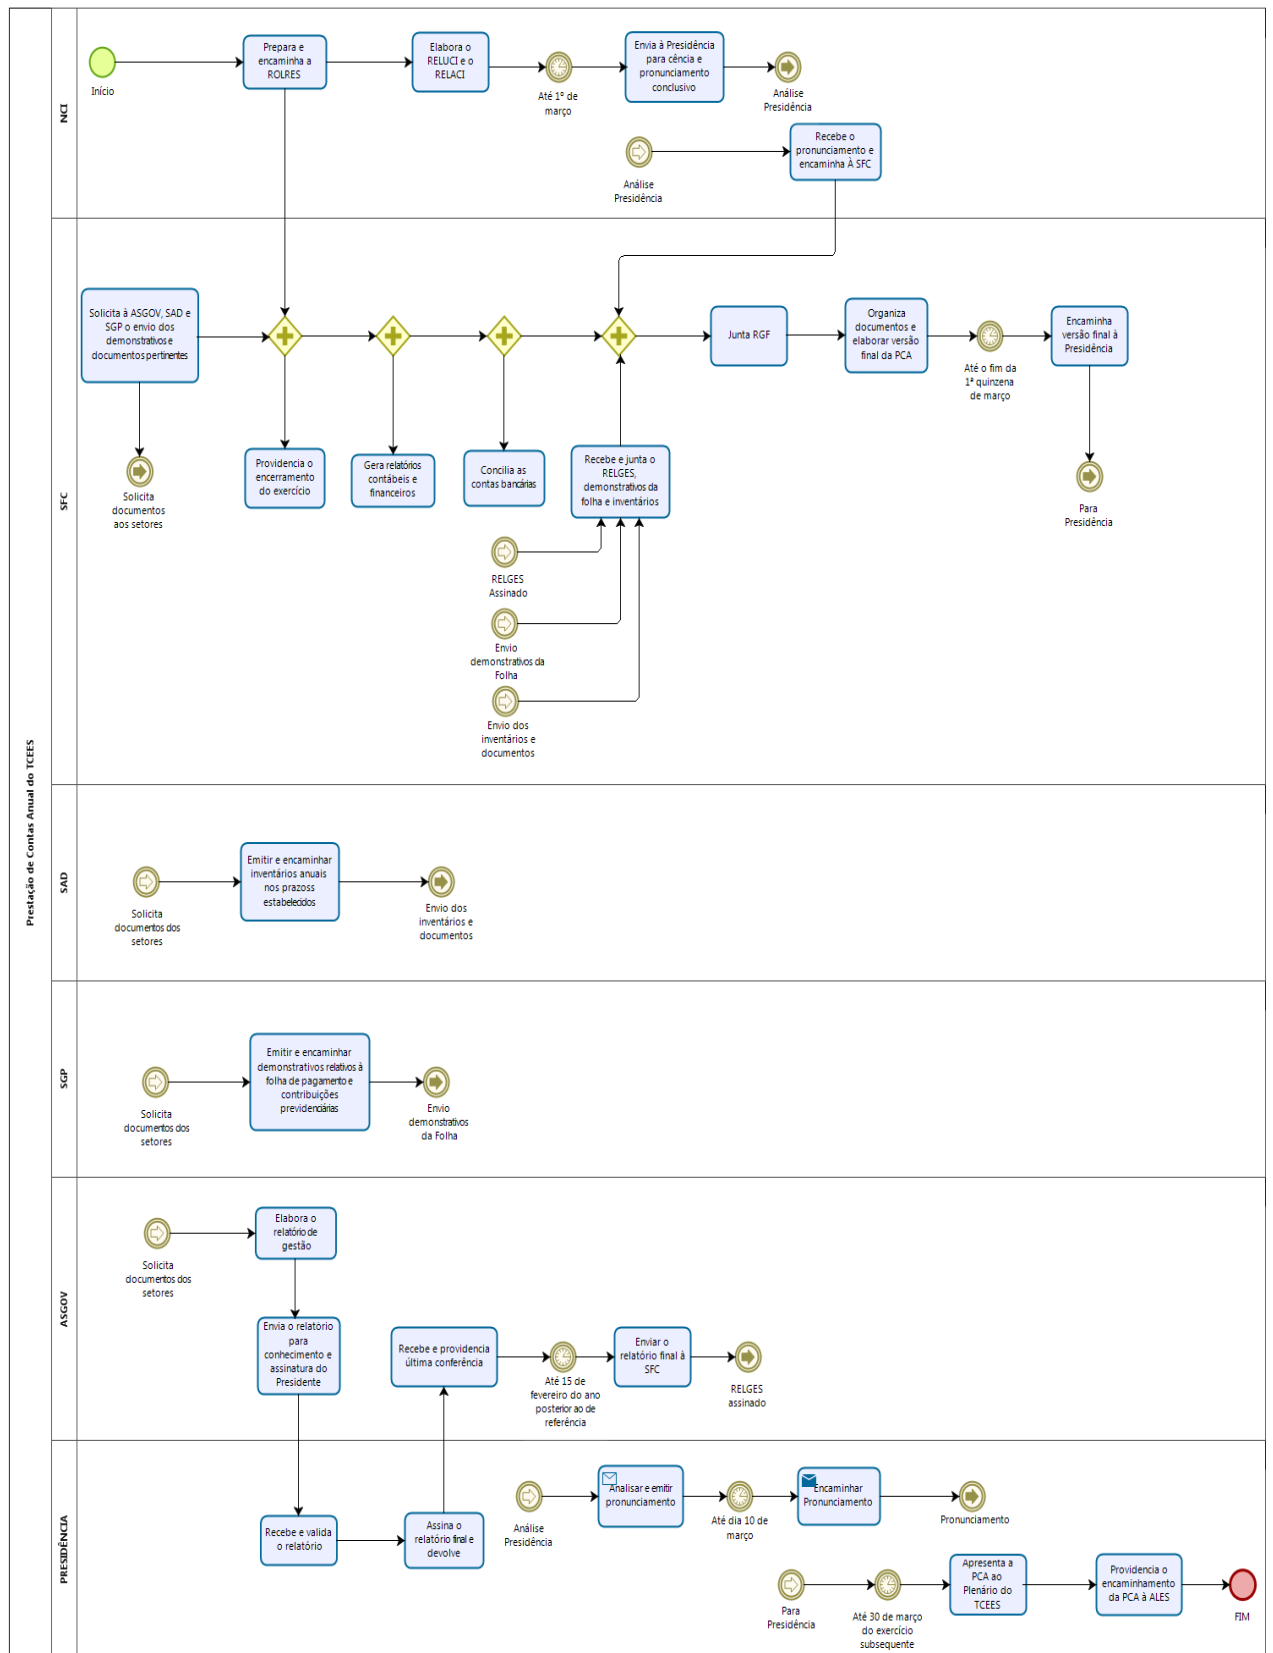 Prestação de Contas Anual do TCEES
NCI
Início
Prepara e
encaminha a
ROLRES
Elabora o
RELUCI e o
RELACI
Até 1º de
março
Envia à Presidência
para cência e
pronunciamento
conclusivo
Análise
Presidência
Análise
Presidência
Recebe o
pronunciamento e
encaminha À SFC
SFC
Solicita à ASGOV, SAD e
SGP o envio dos
demonstrativos e
documentos pertinentes
Solicita
documentos
aos setores
Providencia o
encerramento
do exercício
Gera relatórios
contábeis e
financeiros
Concilia as
contas bancárias
Recebe e junta o
RELGES,
demonstrativos da
folha e inventários
RELGES
Assinado
Envio
demonstrativos da
Folha
Envio dos
inventários e
documentos
Junta RGF
Organiza
documentos e
elaborar versão
final da PCA
Até o fim da
1ª quinzena
de março
Encaminha
versão final à
Presidência
Para
Presidência
SAD
Solicita
documentos dos
setores
Emitir e encaminhar
inventários anuais
nos prazoss
estabelecidos
Envio dos
inventários e
documentos
SGP
Solicita
documentos dos
setores
Emitir e encaminhar
demonstrativos relativos à
folha de pagamento e
contribuições
previdenciárias
Envio
demonstrativos
da Folha
ASGOV
Solicita
documentos dos
setores
Elabora o
relatório de
gestão
Envia o relatório
para
conhecimento e
assinatura do
Presidente
Recebe e providencia
última conferência
Até 15 de
fevereiro do ano
posterior ao de
referência
Enviar o
relatório final à
SFC
RELGES
assinado
PRESIDÊNCIA
Recebe e valida
o relatório
Assina o
relatório final e
devolve
Análise
Presidência
Analisar e emitir
pronunciamento
Até dia 10 de
março
Encaminhar
Pronunciamento
Pronunciamento
Para
Presidência
Até 30 de março
do exercício
subsequente
Apresenta a
PCA ao
Plenário do
TCEES
Providencia o
encaminhamento
da PCA à ALES
FIM